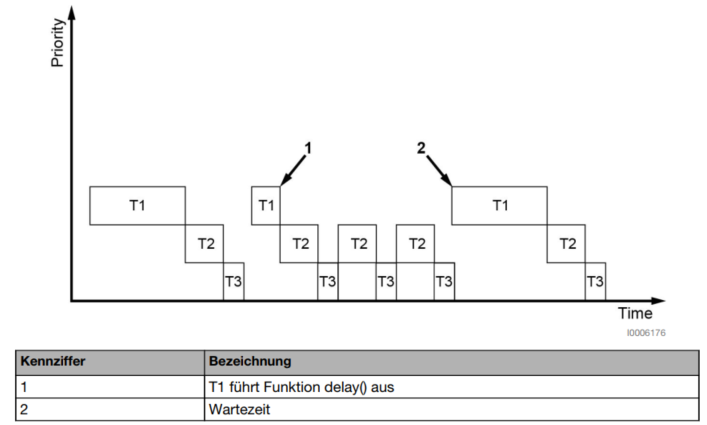 Priority
1
2
T1
T1
T1
T2
T2
T2
T2
T2
T3
T3
T3
T3
T3
Time
I0006176
Kennziffer Bezeichnung
1 T1 führt Funktion delay() aus
2 Wartezeit